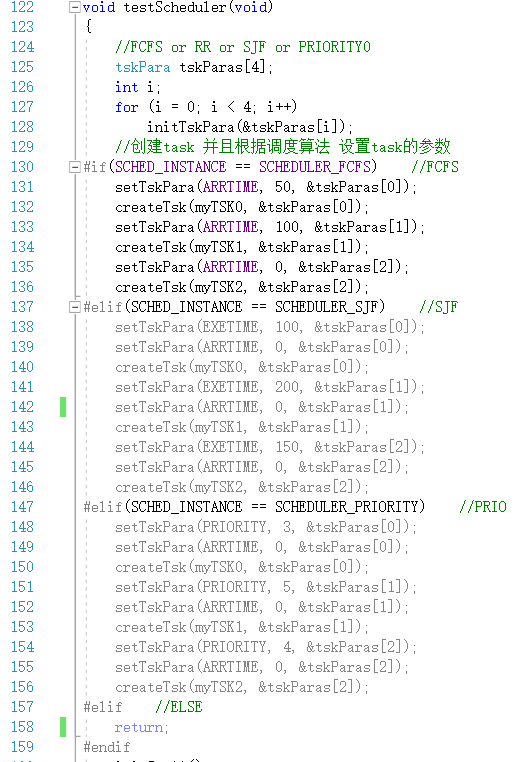 122 void testScheduler(void)
123 {
124 //FCFS or RR or SJF or PRIORITY0
125 tskPara tskParas[4];
126 int i;
127 for (i = 0; i < 4; i++)
128 initTskPara(&tskParas[i]);
129 //创建task 并且根据调度算法 设置task的参数
130 #if(SCHED_INSTANCE == SCHEDULER_FCFS) //FCFS
131 setTskPara(ARRTIME, 50, &tskParas[0]);
132 createTsk(myTSK0, &tskParas[0]);
133 setTskPara(ARRTIME, 100, &tskParas[1]);
134 createTsk(myTSK1, &tskParas[1]);
135 setTskPara(ARRTIME, 0, &tskParas[2]);
136 createTsk(myTSK2, &tskParas[2]);
137 #elif(SCHED_INSTANCE == SCHEDULER_SJF) //SJF
138 setTskPara(EXETIME, 100, &tskParas[0]);
139 setTskPara(ARRTIME, 0, &tskParas[0]);
140 createTsk(myTSK0, &tskParas[0]);
141 setTskPara(EXETIME, 200, &tskParas[1]);
142 setTskPara(ARRTIME, 0, &tskParas[1]);
143 createTsk(myTSK1, &tskParas[1]);
144 setTskPara(EXETIME, 150, &tskParas[2]);
145 setTskPara(ARRTIME, 0, &tskParas[2]);
146 createTsk(myTSK2, &tskParas[2]);
147 #elif(SCHED_INSTANCE == SCHEDULER_PRIORITY) //PRIO
148 setTskPara(PRIORITY, 3, &tskParas[0]);
149 setTskPara(ARRTIME, 0, &tskParas[0]);
150 createTsk(myTSK0, &tskParas[0]);
151 setTskPara(PRIORITY, 5, &tskParas[1]);
152 setTskPara(ARRTIME, 0, &tskParas[1]);
153 createTsk(myTSK1, &tskParas[1]);
154 setTskPara(PRIORITY, 4, &tskParas[2]);
155 setTskPara(ARRTIME, 0, &tskParas[2]);
156 createTsk(myTSK2, &tskParas[2]);
157 #elif //ELSE
158 return;
159 #endif